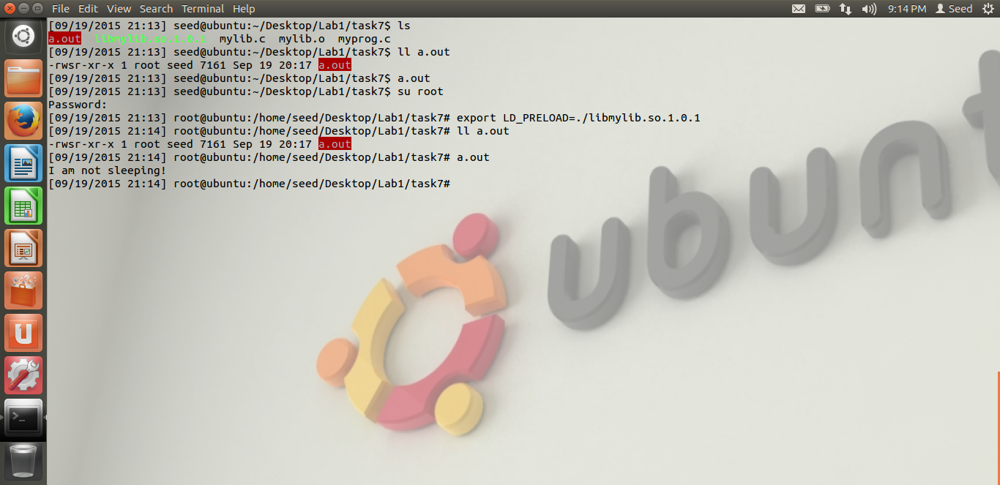 File Edit View Search Terminal Help 9:14 PM Seed
[09/19/2015 21:13] seed@ubuntu:~/Desktop/Lab1/task7$ ls
a.out libmylib.so.1.0.1 mylib.c mylib.o myprog.c
[09/19/2015 21:13] seed@ubuntu:~/Desktop/Lab1/task7$ ll a.out
-rwsr-xr-x 1 root seed 7161 Sep 19 20:17 a.out
[09/19/2015 21:13] seed@ubuntu:~/Desktop/Lab1/task7$ a.out
[09/19/2015 21:13] seed@ubuntu:~/Desktop/Lab1/task7$ su root
Password:
[09/19/2015 21:13] root@ubuntu:/home/seed/Desktop/Lab1/task7# export LD_PRELOAD=./libmylib.so.1.0.1
[09/19/2015 21:14] root@ubuntu:/home/seed/Desktop/Lab1/task7# ll a.out
-rwsr-xr-x 1 root seed 7161 Sep 19 20:17 a.out
[09/19/2015 21:14] root@ubuntu:/home/seed/Desktop/Lab1/task7# a.out
I am not sleeping!
[09/19/2015 21:14] root@ubuntu:/home/seed/Desktop/Lab1/task7#
ubunt